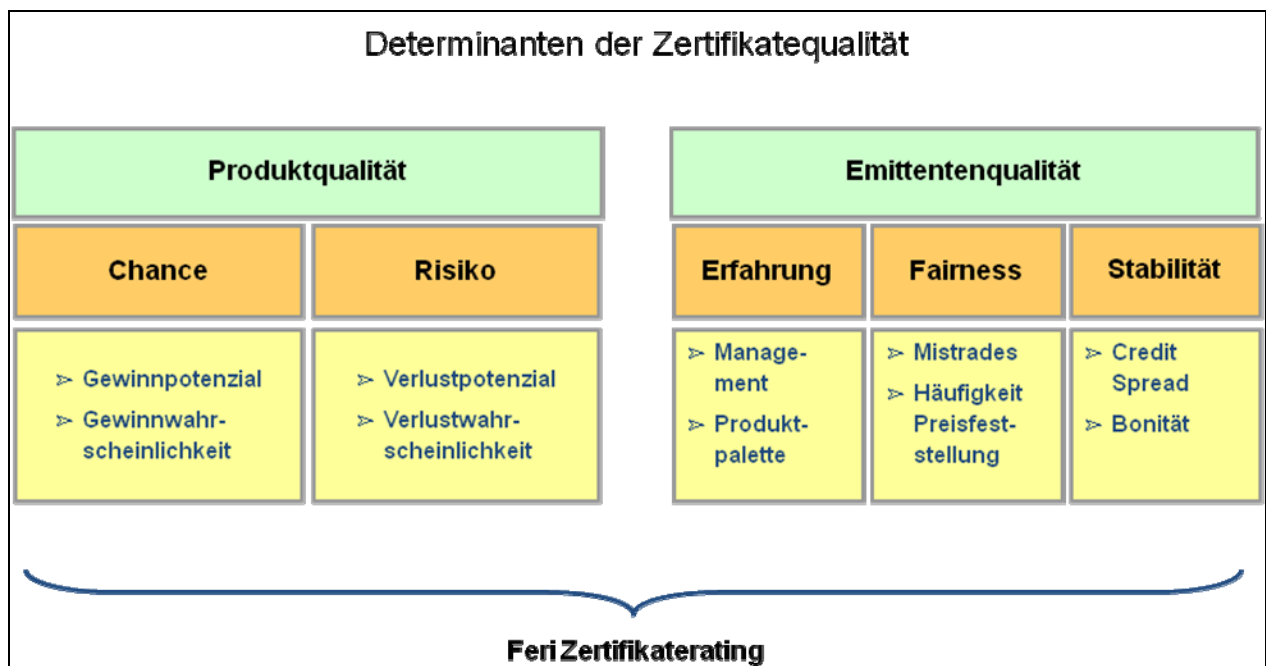 Determinanten der Zertifikatequalität
Produktqualität
Emittentenqualität
Chance
Risiko
Erfahrung
Fairness
Stabilität
➢ Gewinnpotenzial
➢ Gewinnwahr-
scheinlichkeit
➢ Verlustpotenzial
➢ Verlustwahr-
scheinlichkeit
➢ Manage-
ment
➢ Produkt-
palette
➢ Mistrades
➢ Häufigkeit
Preisfest-
stellung
➢ Credit
Spread
➢ Bonität
Feri Zertifikaterating